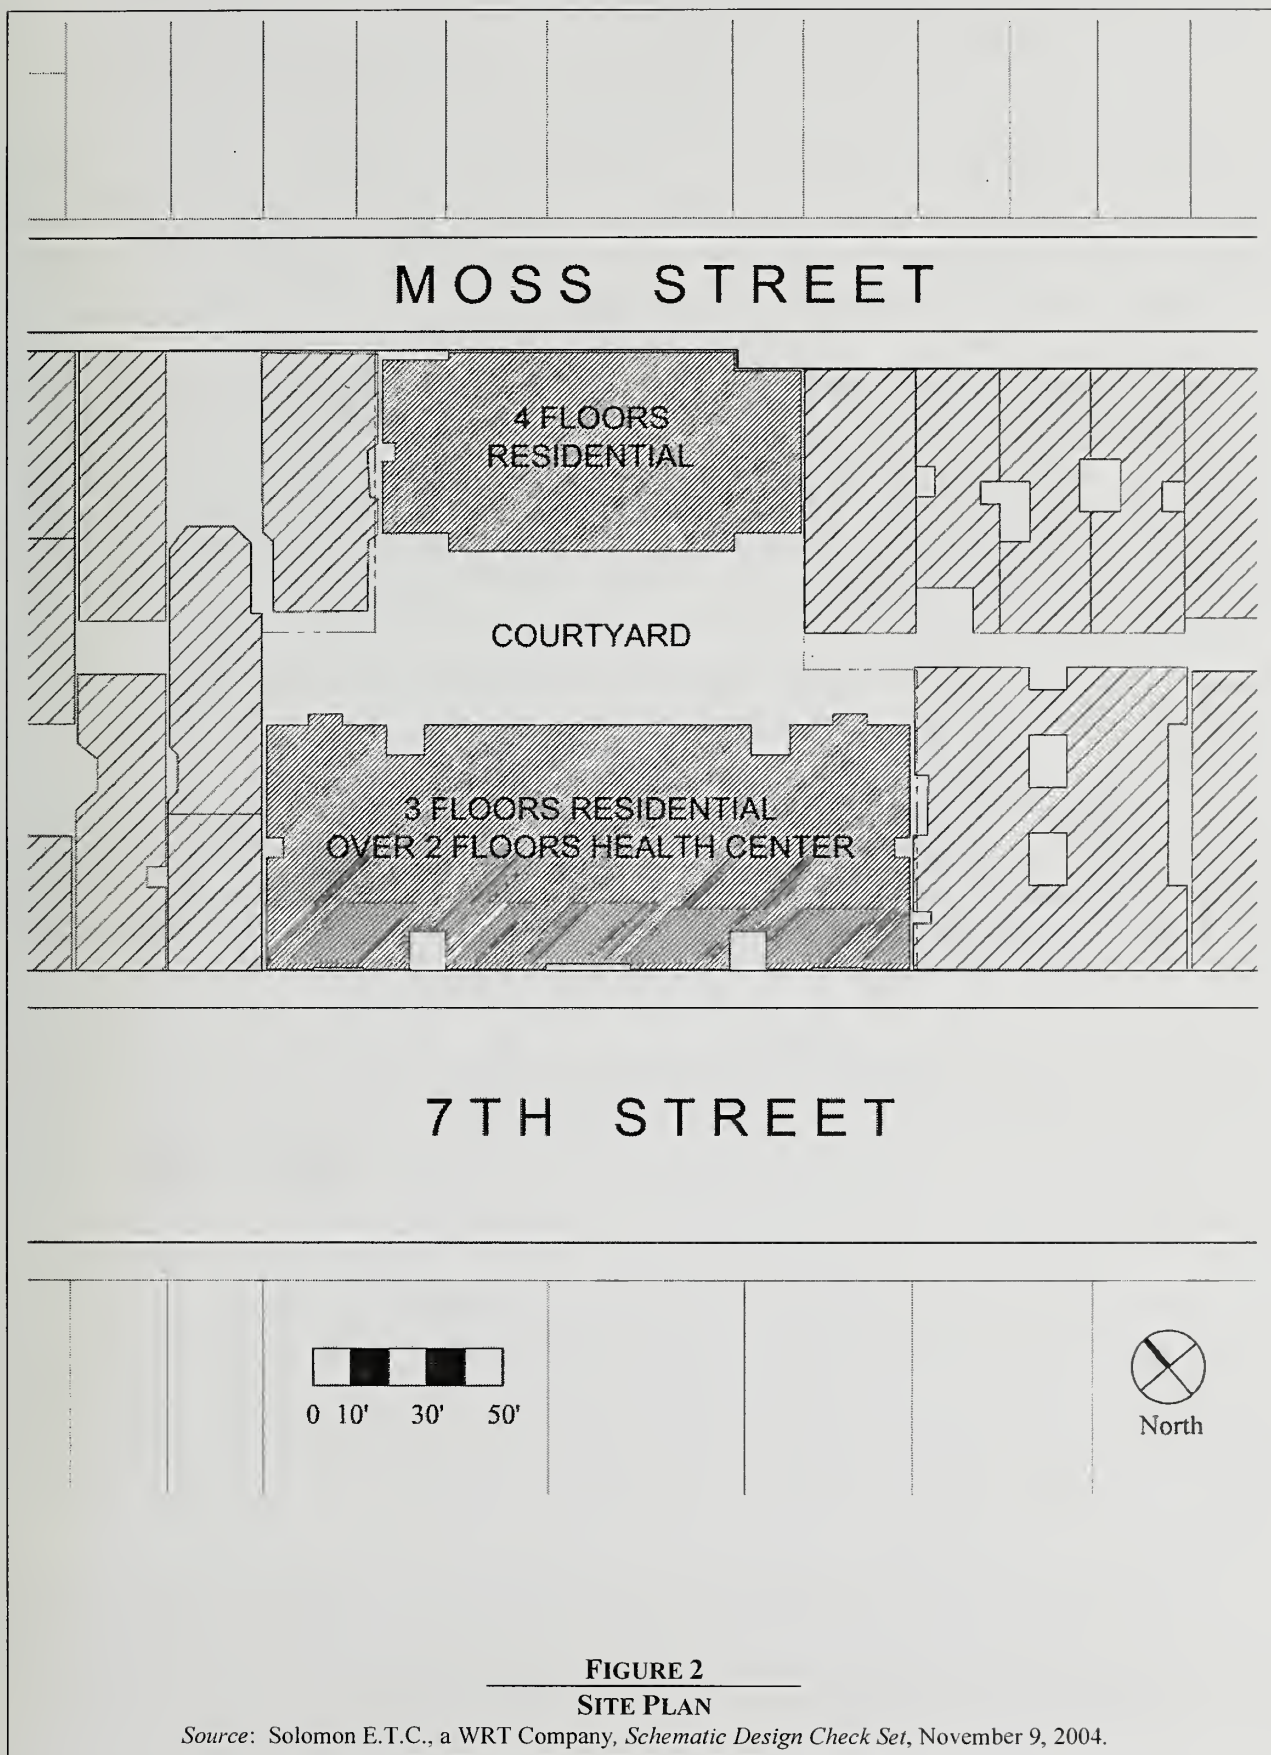 MOSS STREET
4 FLOORS
RESIDENTIAL
COURTYARD
3 FLOORS RESIDENTIAL
OVER 2 FLOORS HEALTH CENTER
7TH STREET
0 10' 30' 50'
North
FIGURE 2
SITE PLAN
Source: Solomon E.T.C., a WRT Company, Schematic Design Check Set, November 9, 2004.